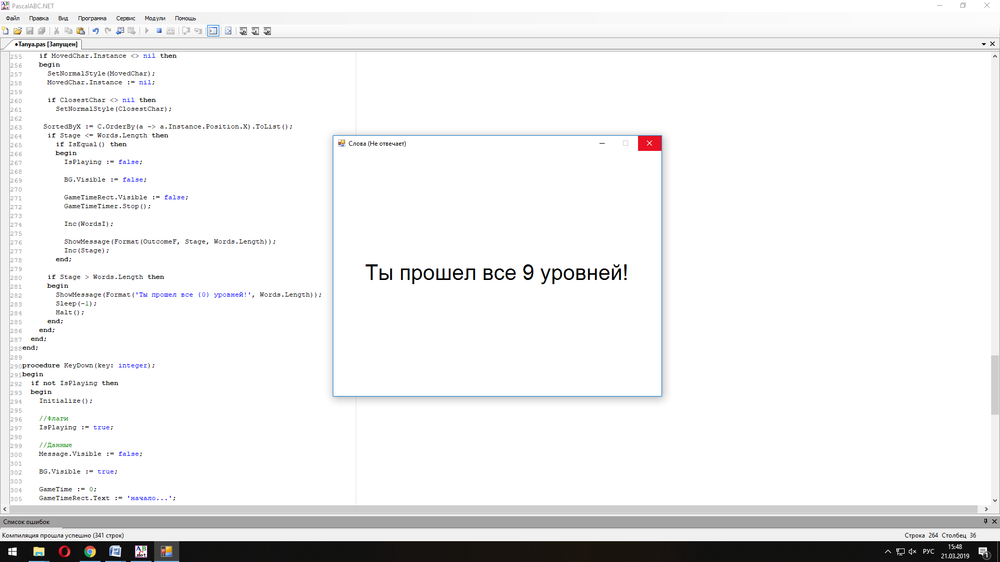 PascalABC.NET
Файл Правка Вид Программа Сервис Модули Помощь
•Tanya.pas [Запущен]
255 if MovedChar.Instance <> nil then
256 begin
257 SetNormalStyle(MovedChar);
258 MovedChar.Instance := nil;
259
260 if ClosestChar <> nil then
261 SetNormalStyle(ClosestChar);
262
263 SortedByX := C.OrderBy(a -> a.Instance.Position.X).ToList();
264 if Stage <= Words.Length then
265 if IsEqual() then
266 begin
267 IsPlaying := false;
268
269 BG.Visible := false;
270
271 GameTimeRect.Visible := false;
272 GameTimeTimer.Stop();
273
274 Inc(WordsI);
275
276 ShowMessage(Format(OutcomeF, Stage, Words.Length));
277 Inc(Stage);
278 end;
279
280 if Stage > Words.Length then
281 begin
282 ShowMessage(Format('Ты прошел все {0} уровней!', Words.Length));
283 Sleep(-1);
284 Halt();
285 end;
286 end;
287 end;
288 end;
289
290 procedure KeyDown(key: integer);
291 begin
292 if not IsPlaying then
293 begin
294 Initialize();
295
296 //Флаги
297 IsPlaying := true;
298
299 //Данные
300 Message.Visible := false;
301
302 BG.Visible := true;
303
304 GameTime := 0;
305 GameTimeRect.Text := 'начало...';
Слова (Не отвечает)
Ты прошел все 9 уровней!
Список ошибок
Компиляция прошла успешно (341 строк)
Строка 264 Столбец 36
РУС
15:48
21.03.2019
1